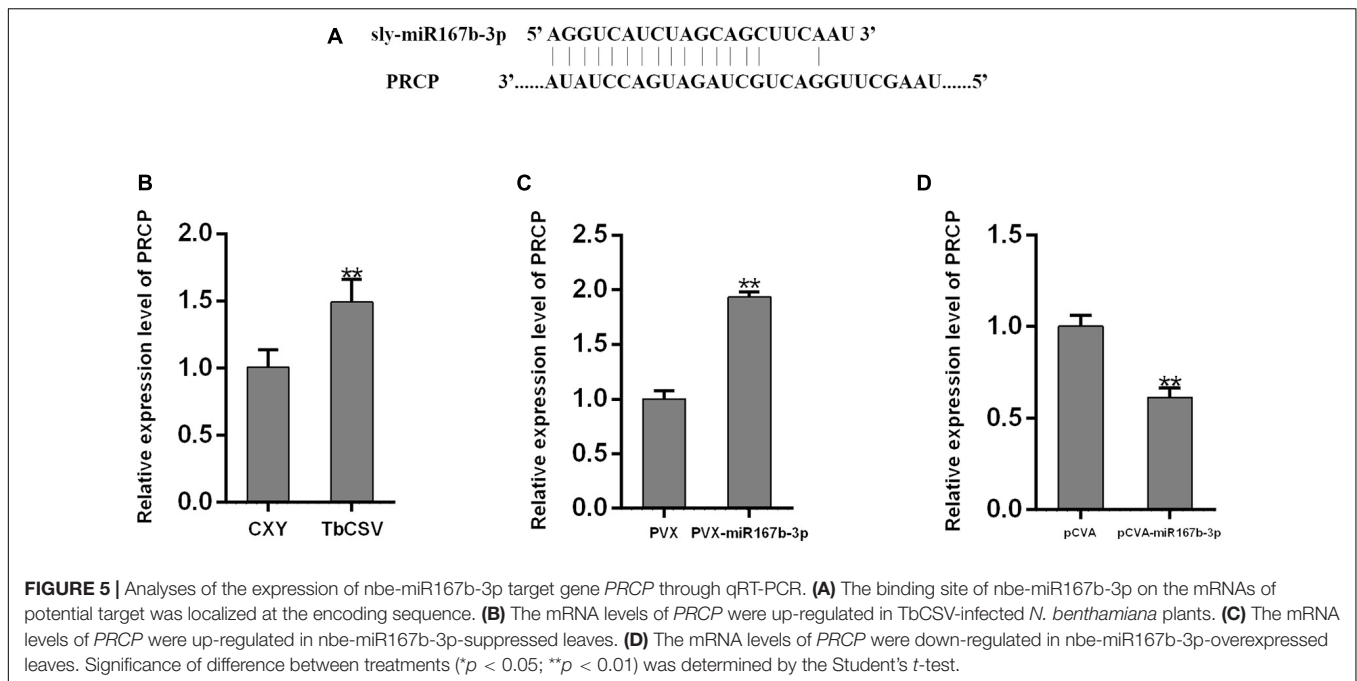 A sly-miR167b-3p 5’ AGGUCAUCUAGCAGCUUCAAU 3’
PRCP 3’......AUAUCCAGUAGAUCGUCAGGUUCGAAU......5’
B
Relative expression level of PRCP
2.0
1.5
1.0
0.5
0.0
**
CXY TbCSV
C
Relative expression level of PRCP
2.5
2.0
1.5
1.0
0.5
0.0
**
PVX PVX-miR167b-3p
D
Relative expression level of PRCP
1.5
1.0
0.5
0.0
**
pCVA pCVA-miR167b-3p
FIGURE 5 | Analyses of the expression of nbe-miR167b-3p target gene PRCP through qRT-PCR. (A) The binding site of nbe-miR167b-3p on the mRNAs of
potential target was localized at the encoding sequence. (B) The mRNA levels of PRCP were up-regulated in TbCSV-infected N. benthamiana plants. (C) The mRNA
levels of PRCP were up-regulated in nbe-miR167b-3p-suppressed leaves. (D) The mRNA levels of PRCP were down-regulated in nbe-miR167b-3p-overexpressed
leaves. Significance of difference between treatments (*p < 0.05; **p < 0.01) was determined by the Student’s t-test.